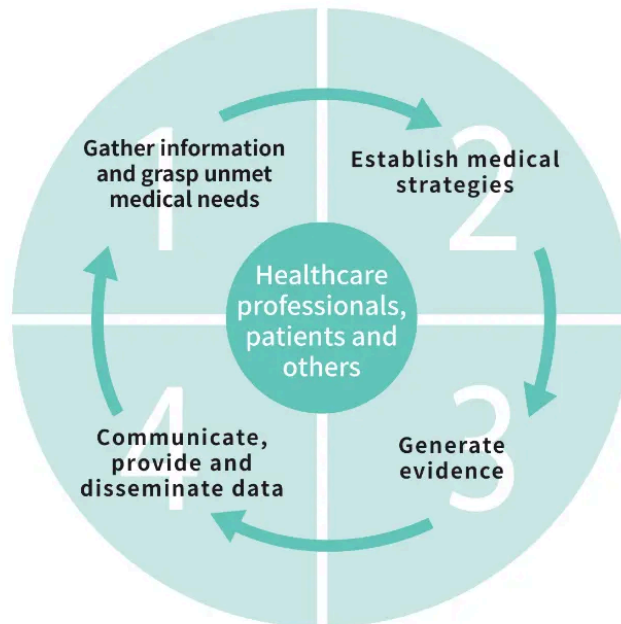 1
Gather information
and grasp unmet
medical needs
2
Establish medical
strategies
Healthcare
professionals,
patients and
others
3
Generate
evidence
4
Communicate,
provide and
disseminate data